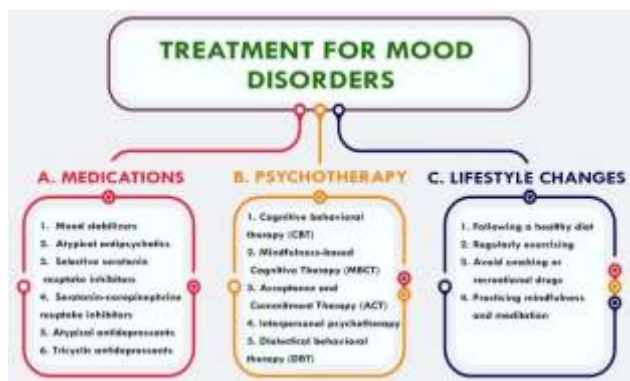 TREATMENT FOR MOOD
DISORDERS
A. MEDICATIONS
1. Mood stabilizers
2. Atypical antipsychotics
3. Selective serotonin
reuptake inhibitors
4. Serotonin-norepinephrine
reuptake inhibitors
5. Atypical antidepressants
6. Tricyclic antidepressants
B. PSYCHOTHERAPY
1. Cognitive behavioral
therapy (CBT)
2. Mindfulness-based
Cognitive Therapy (MBCT)
3. Acceptance and
Commitment Therapy (ACT)
4. Interpersonal psychotherapy
5. Dialectical behavioral
therapy (DBT)
C. LIFESTYLE CHANGES
1. Following a healthy diet
2. Regularly exercising
3. Avoid smoking or
recreational drugs
4. Practicing mindfulness
and meditation